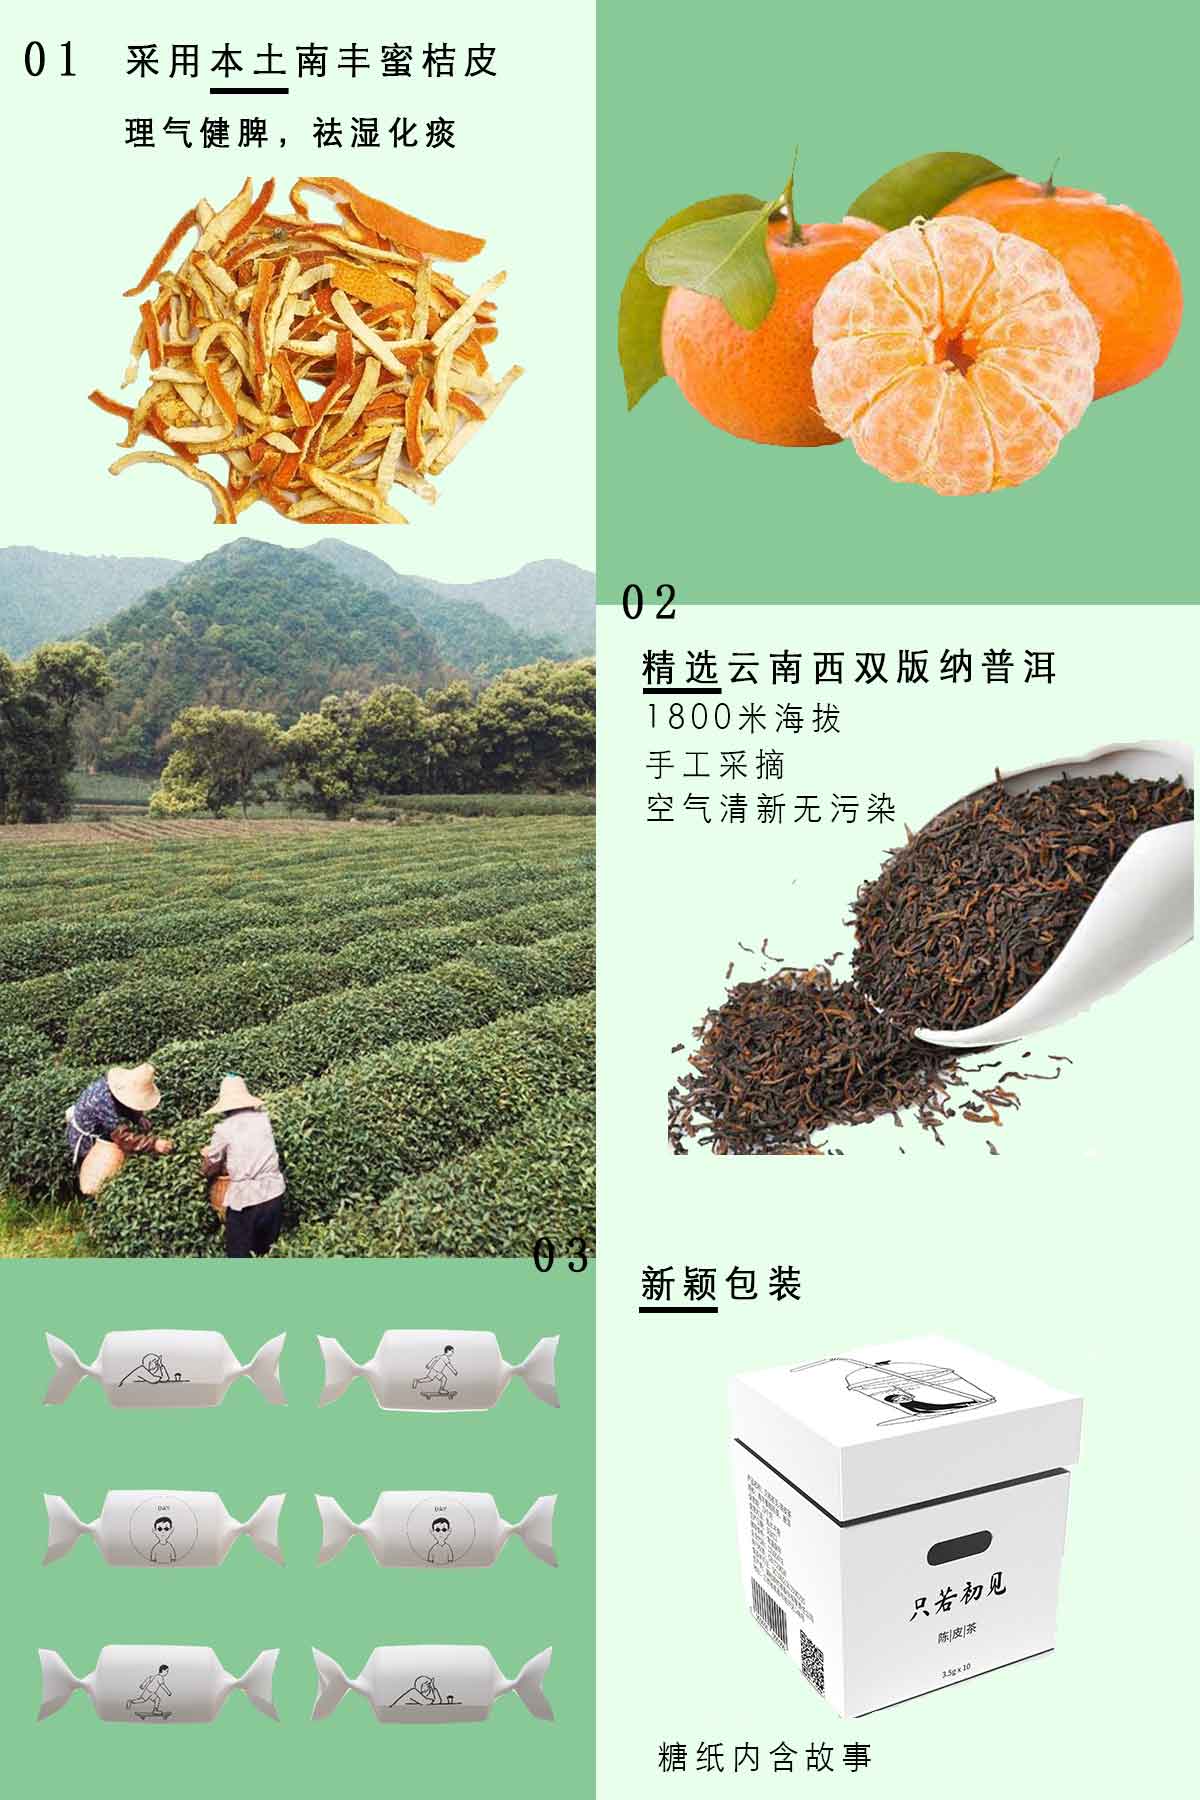 01
采用本土南丰蜜桔皮
理气健脾，祛湿化痰
02
精选云南西双版纳普洱
1800米海拔
手工采摘
空气清新无污染
03
新颖包装
DAY
DAY
只若初见
陈|皮|茶
3.5g x 10
糖纸内含故事